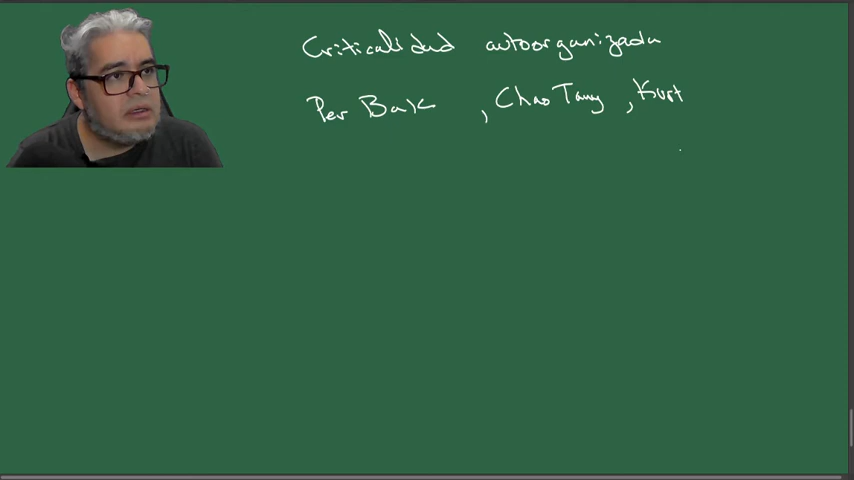 Criticalidad autoorganizada
Per Bak , Chao Tang , Kurt